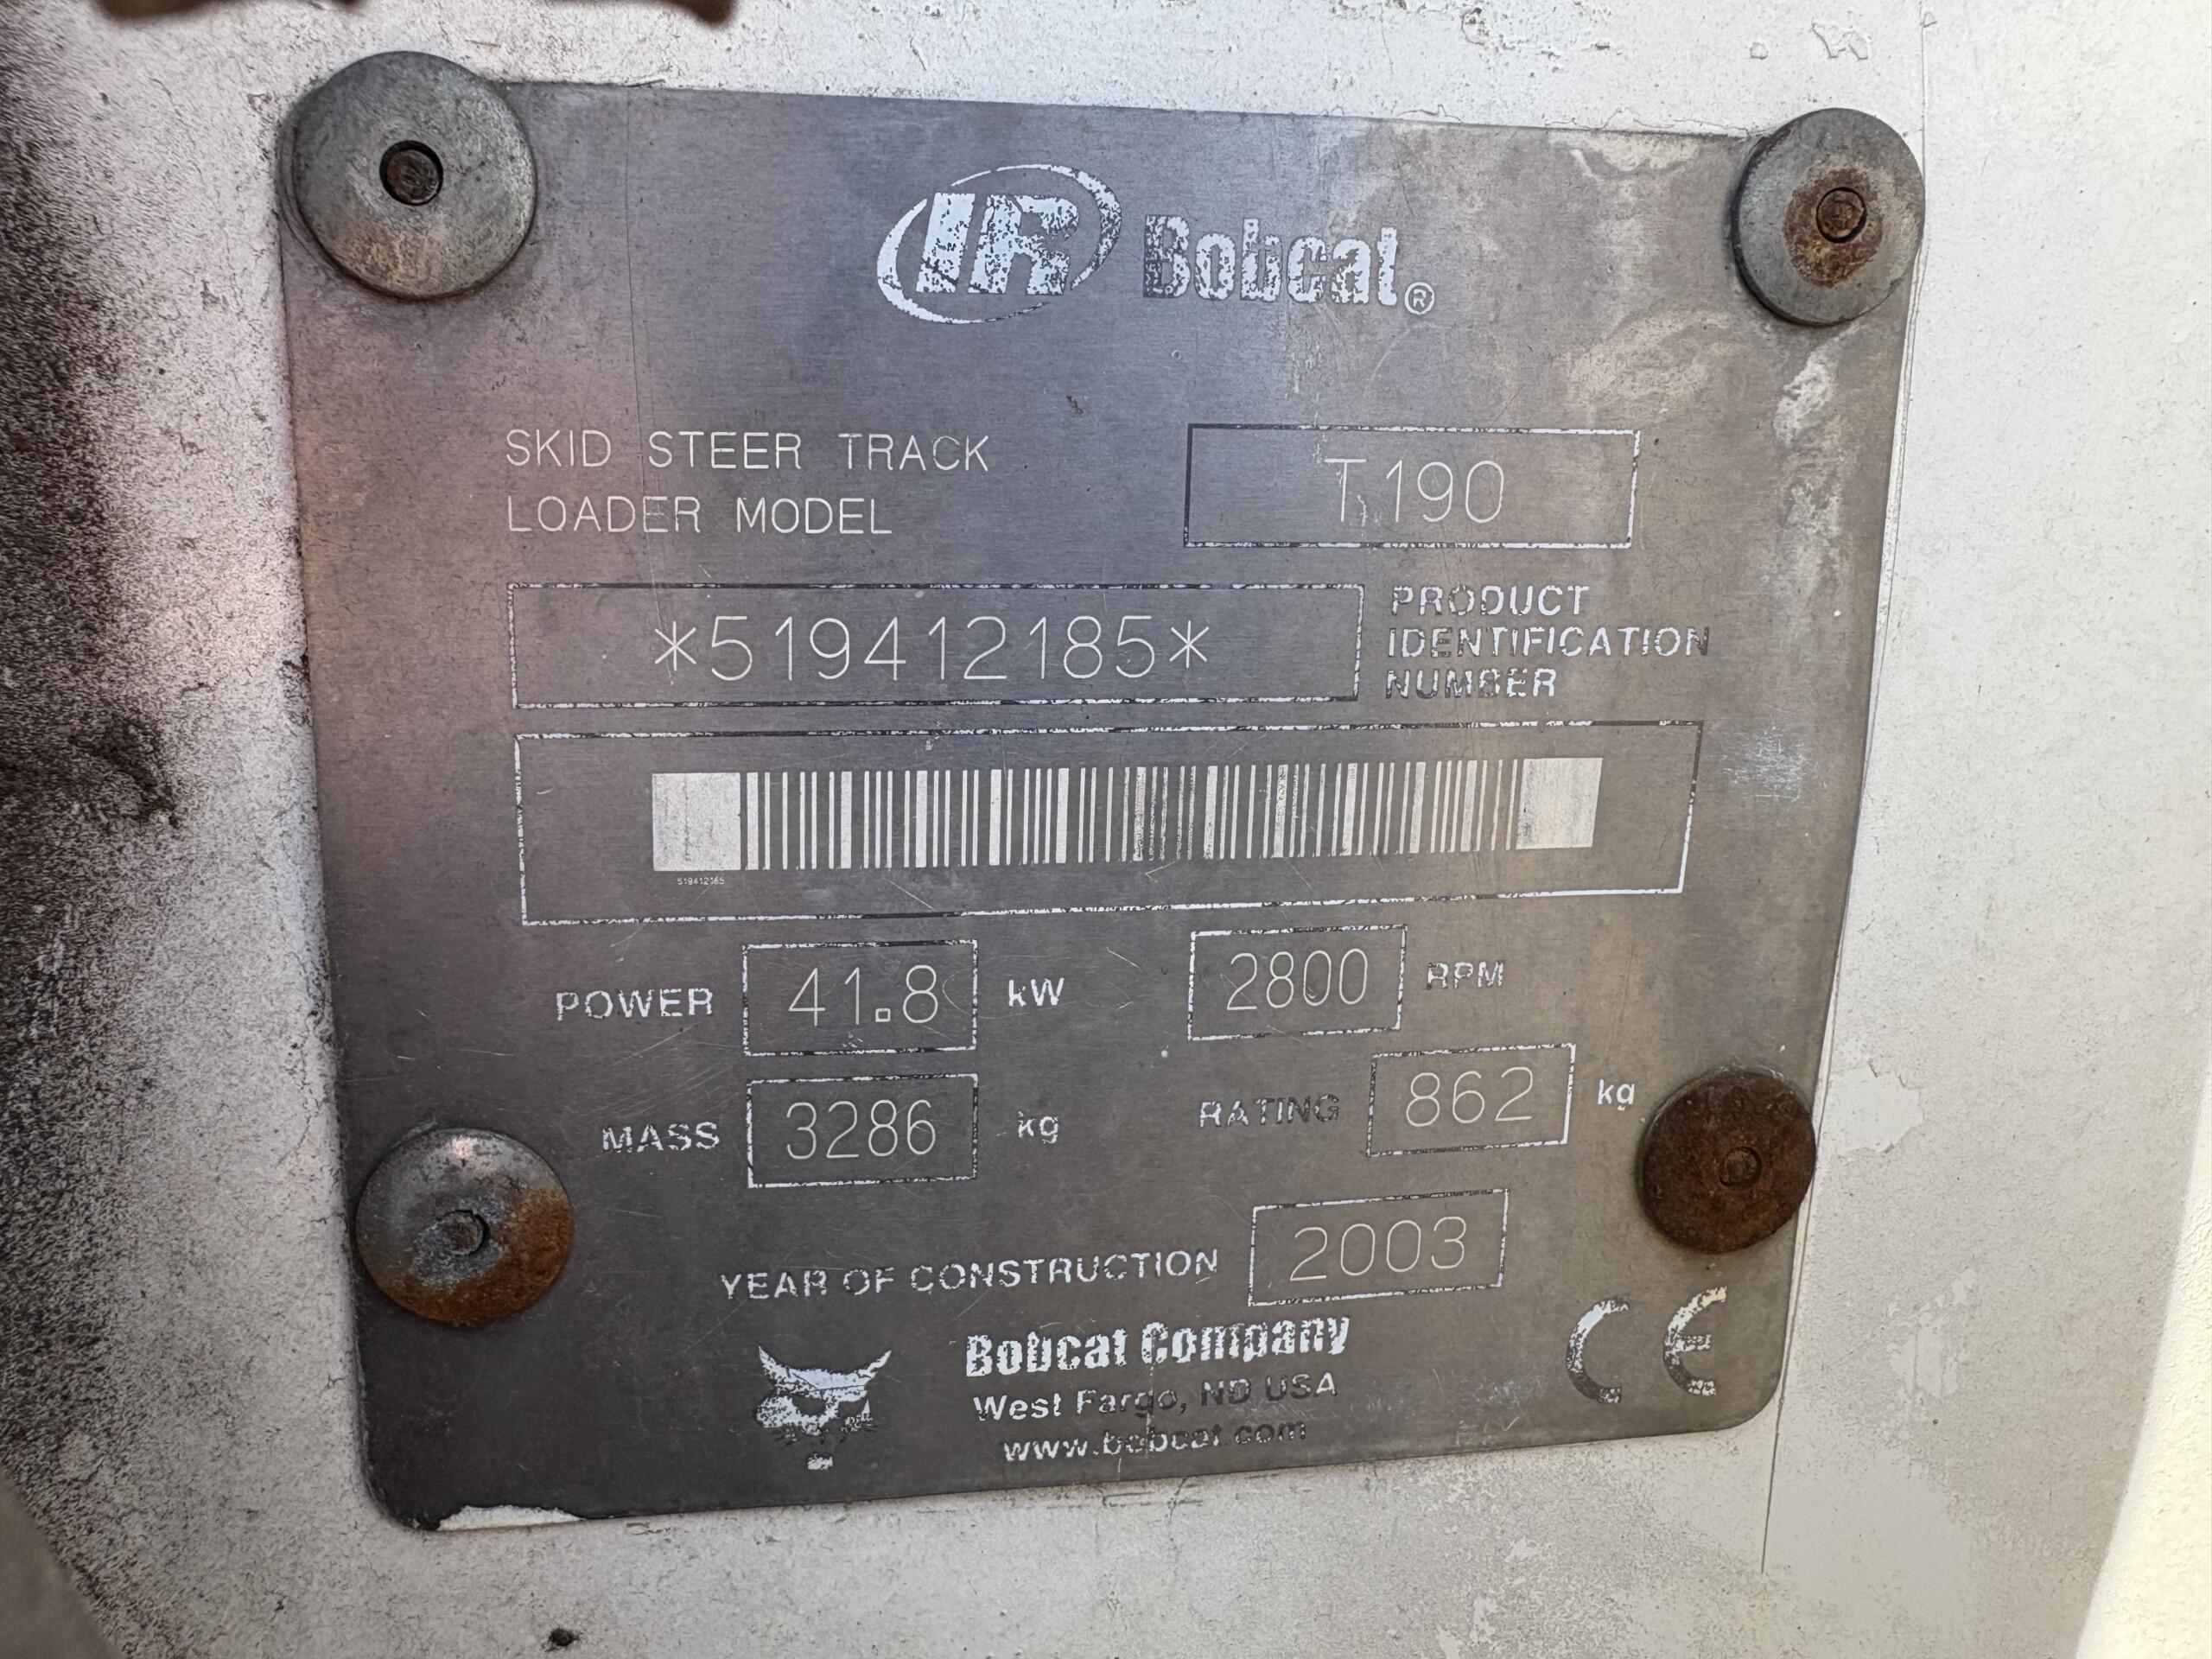 IR Bobcat®
SKID STEER TRACK
LOADER MODEL
T190
*519412185*
PRODUCT
IDENTIFICATION
NUMBER
519412185
POWER 41.8 kW 2800 RPM
MASS 3286 kg RATING 862 kg
YEAR OF CONSTRUCTION 2003
Bobcat Company
West Fargo, ND USA
www.bobcat.com
CE